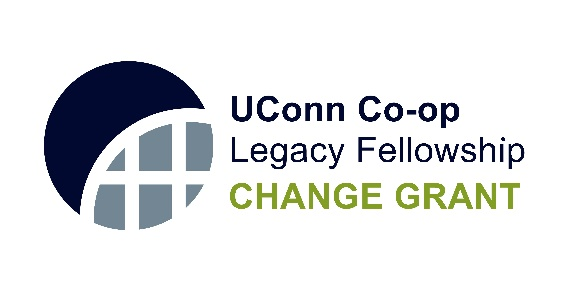 UConn Co-op
Legacy Fellowship
CHANGE GRANT